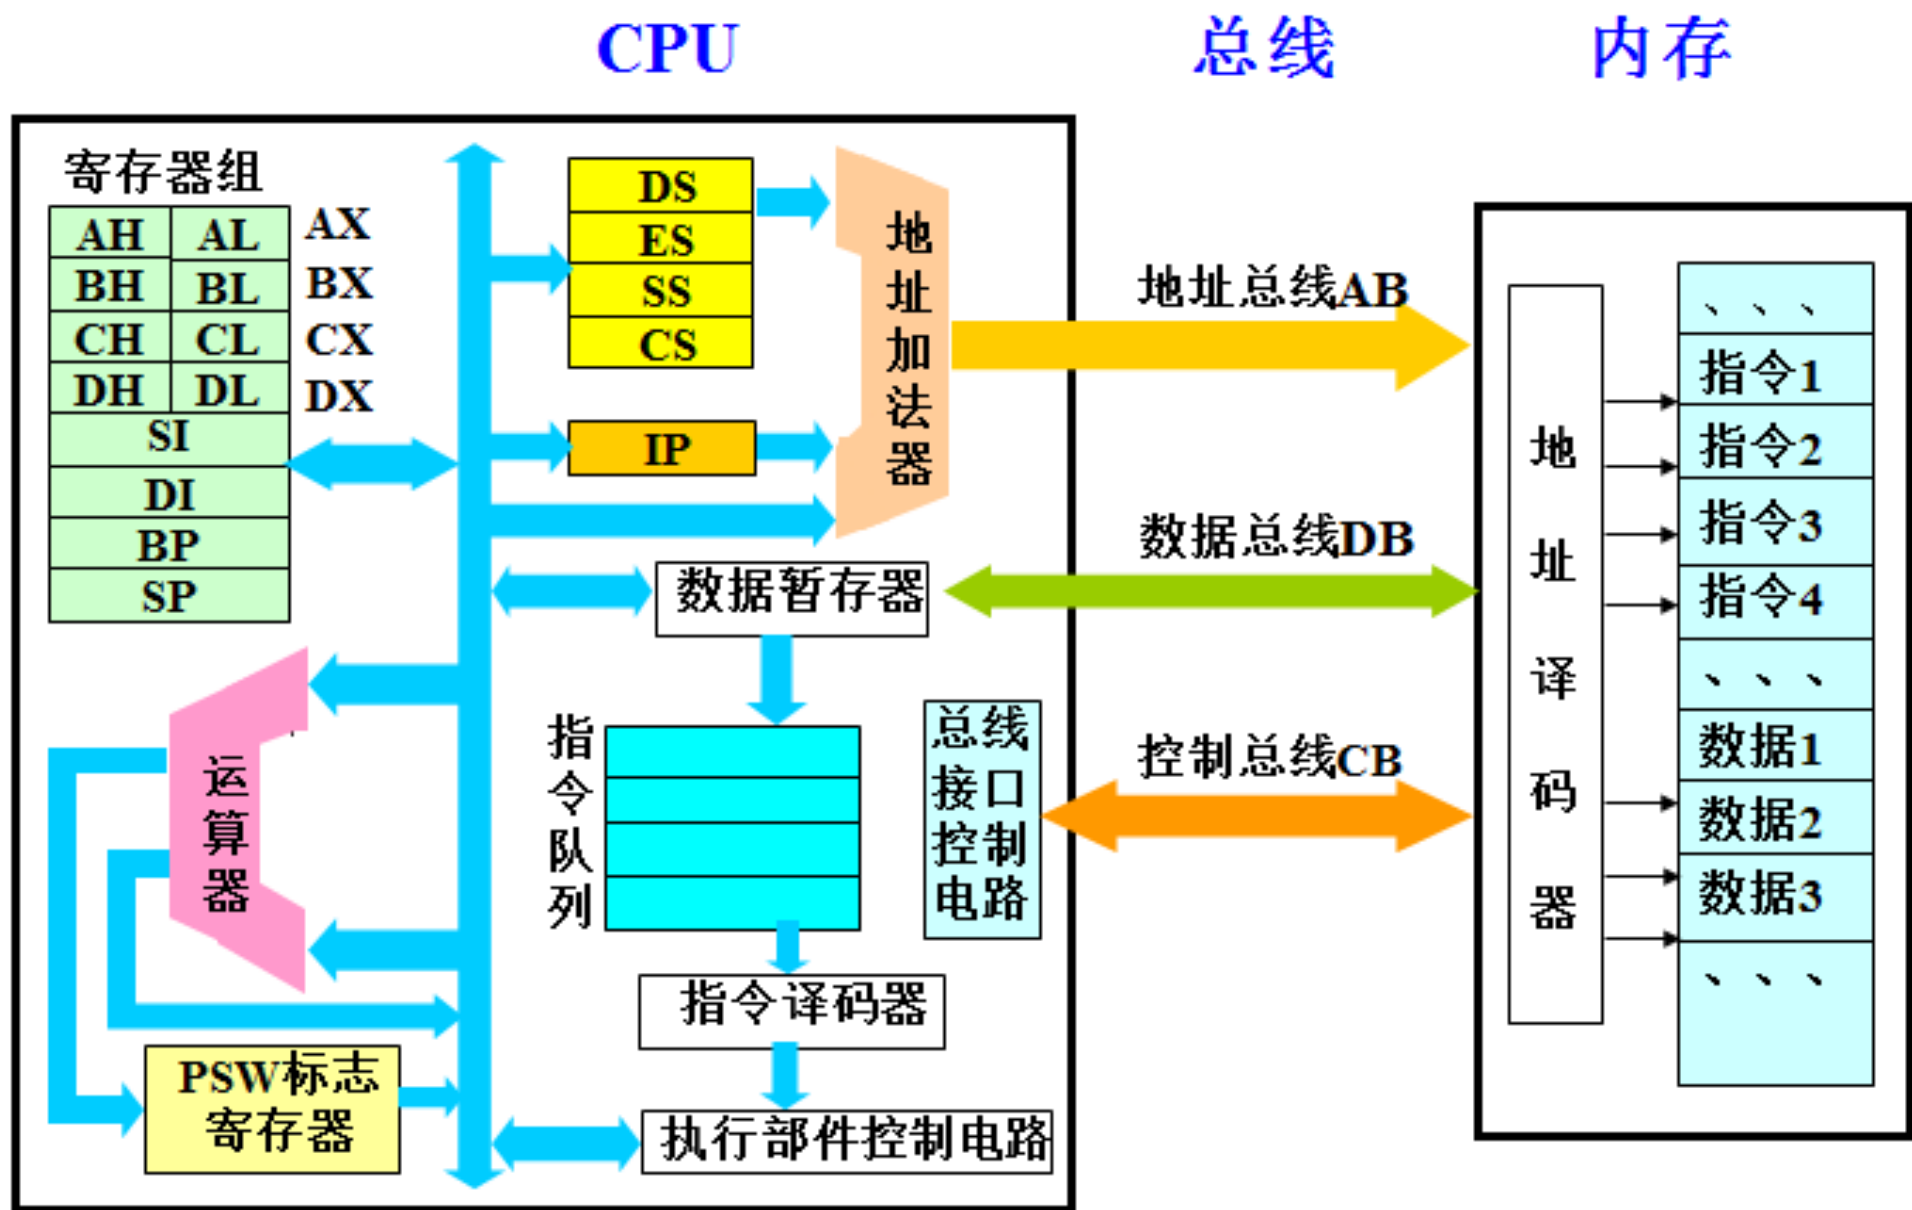 CPU
总线
内存
寄存器组
AH AL AX
BH BL BX
CH CL CX
DH DL DX
SI
DI
BP
SP
DS
ES
SS
CS
IP
地址加法器
数据暂存器
指令队列
总线
接口
控制
电路
指令译码器
执行部件控制电路
运算器
PSW标志
寄存器
地址总线AB
数据总线DB
控制总线CB
地址译码器
、、、
指令1
指令2
指令3
指令4
、、、
数据1
数据2
数据3
、、、